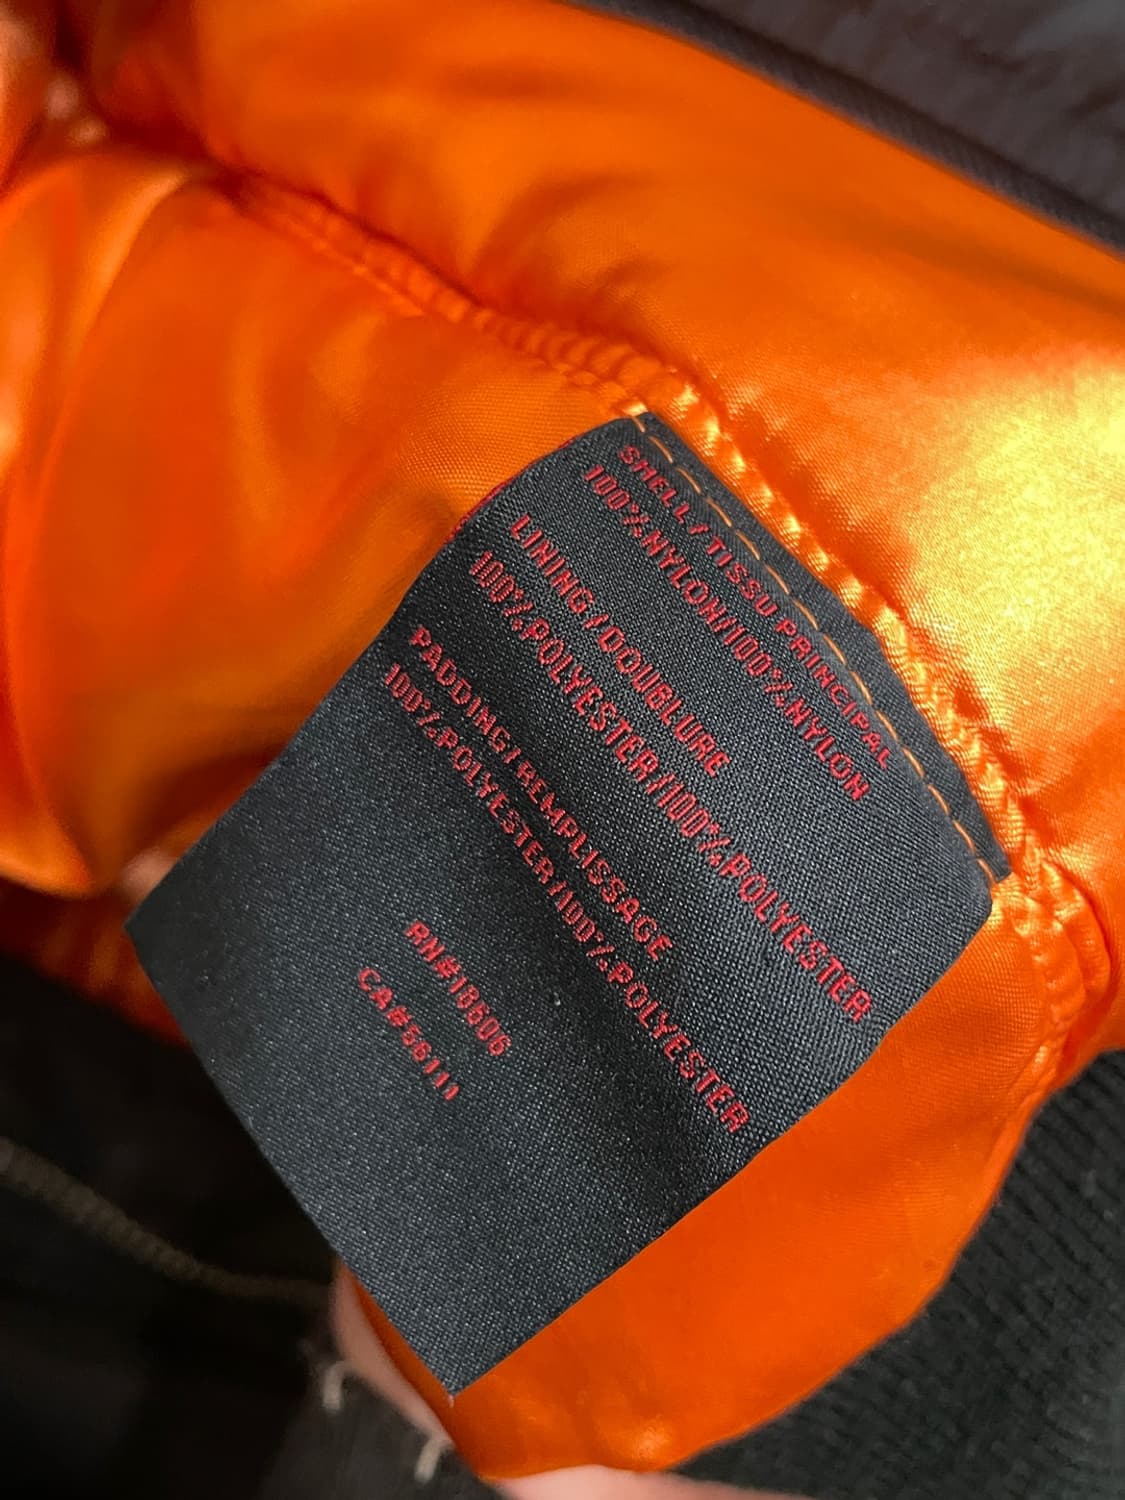 SHELL/TISSU PRINCIPAL
100%NYLON/100%NYLON
LINING/DOUBLURE
100%POLYESTER/100%POLYESTER
PADDING/REMPLISSAGE
100%POLYESTER/100%POLYESTER
RN#18606
CA#56111